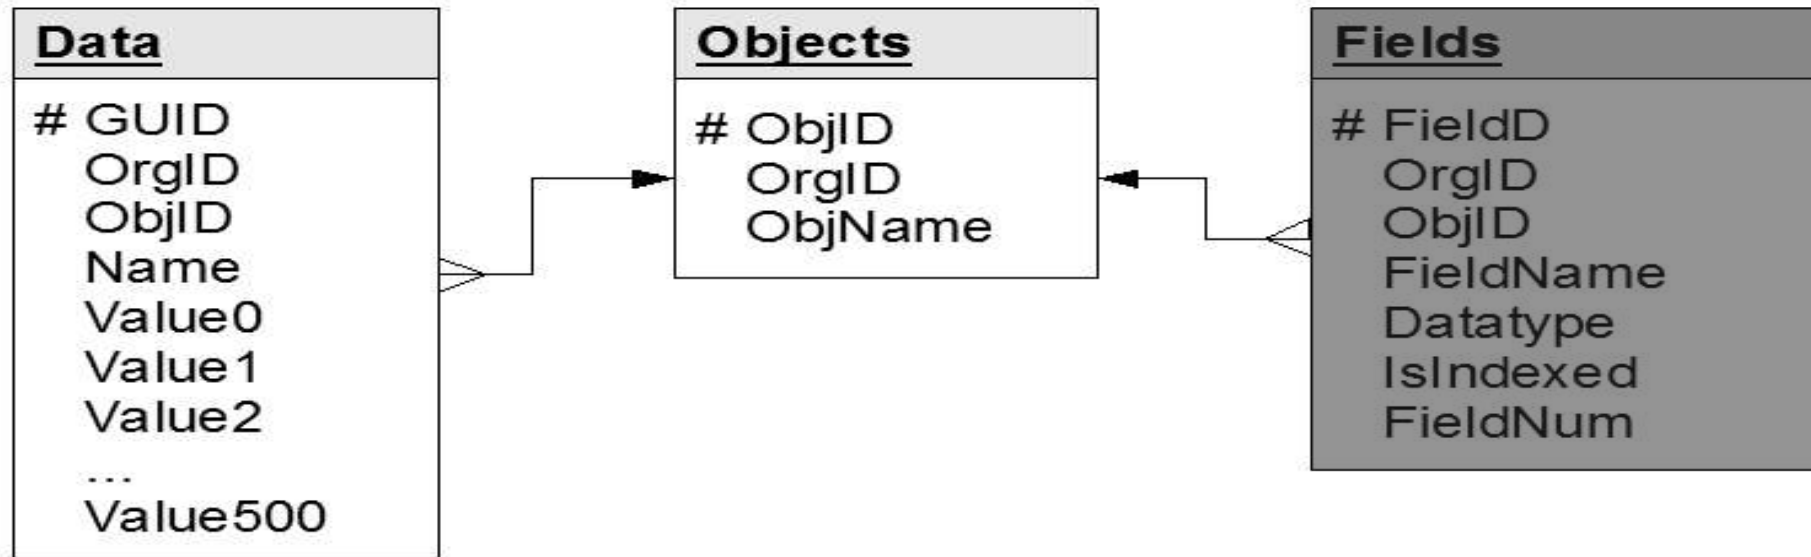 Data
# GUID
OrgID
ObjID
Name
Value0
Value1
Value2
...
Value500
Objects
# ObjID
OrgID
ObjName
Fields
# FieldD
OrgID
ObjID
FieldName
Datatype
IsIndexed
FieldNum